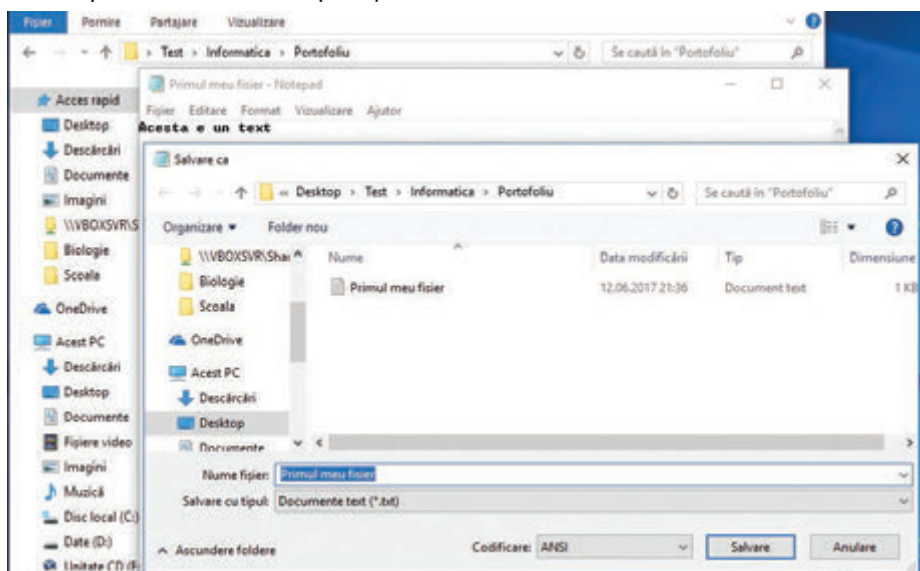 Fișier Pornire Partajare Vizualizare
Test › Informatica › Portofoliu
Se caută în "Portofoliu"
Primul meu fisier - Notepad
Fișier Editare Format Vizualizare Ajutor
Acesta e un text
Acces rapid
Desktop
Descărcări
Documente
Imagini
\\VBOXSVR\S
Biologie
Scoala
OneDrive
Acest PC
Descărcări
Desktop
Documente
Fișiere video
Imagini
Muzică
Disc local (C:)
Date (D:)
Unitate CD (E
Salvare ca
« Desktop › Test › Informatica › Portofoliu
Se caută în "Portofoliu"
Organizare Folder nou
\\VBOXSVR\Shar
Biologie
Scoala
OneDrive
Acest PC
Descărcări
Desktop
Documente
Nume Data modificării Tip Dimensiune
Primul meu fisier 12.06.2017 21:36 Document text 1 KB
Nume fișier: Primul meu fisier
Salvare cu tipul: Documente text (*.txt)
Ascundere foldere Codificare: ANSI Salvare Anulare